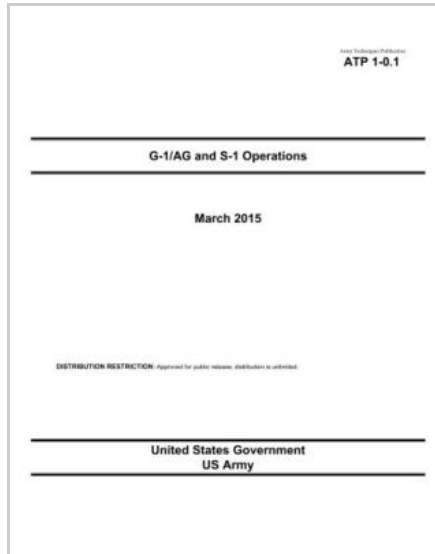 Army Techniques Publication
ATP 1-0.1
G-1/AG and S-1 Operations
March 2015
DISTRIBUTION RESTRICTION: Approved for public release; distribution is unlimited.
United States Government
US Army